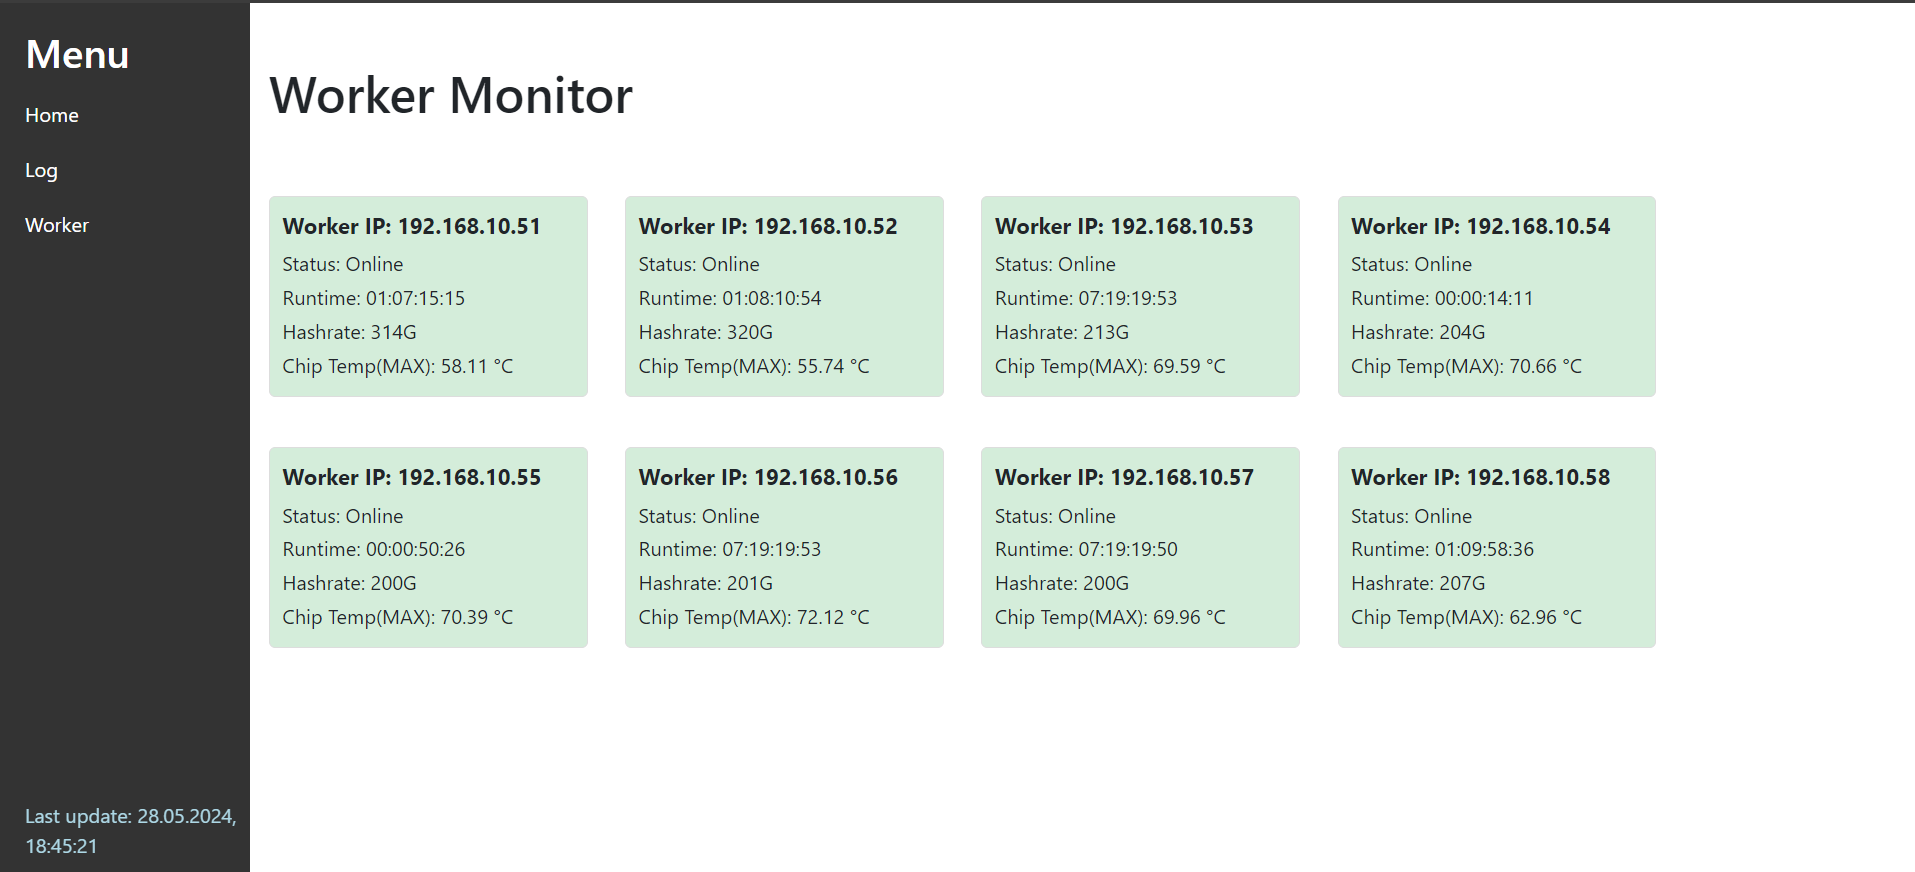 Menu
Home
Log
Worker
Last update: 28.05.2024,
18:45:21
Worker Monitor
Worker IP: 192.168.10.51
Status: Online
Runtime: 01:07:15:15
Hashrate: 314G
Chip Temp(MAX): 58.11 °C
Worker IP: 192.168.10.52
Status: Online
Runtime: 01:08:10:54
Hashrate: 320G
Chip Temp(MAX): 55.74 °C
Worker IP: 192.168.10.53
Status: Online
Runtime: 07:19:19:53
Hashrate: 213G
Chip Temp(MAX): 69.59 °C
Worker IP: 192.168.10.54
Status: Online
Runtime: 00:00:14:11
Hashrate: 204G
Chip Temp(MAX): 70.66 °C
Worker IP: 192.168.10.55
Status: Online
Runtime: 00:00:50:26
Hashrate: 200G
Chip Temp(MAX): 70.39 °C
Worker IP: 192.168.10.56
Status: Online
Runtime: 07:19:19:53
Hashrate: 201G
Chip Temp(MAX): 72.12 °C
Worker IP: 192.168.10.57
Status: Online
Runtime: 07:19:19:50
Hashrate: 200G
Chip Temp(MAX): 69.96 °C
Worker IP: 192.168.10.58
Status: Online
Runtime: 01:09:58:36
Hashrate: 207G
Chip Temp(MAX): 62.96 °C